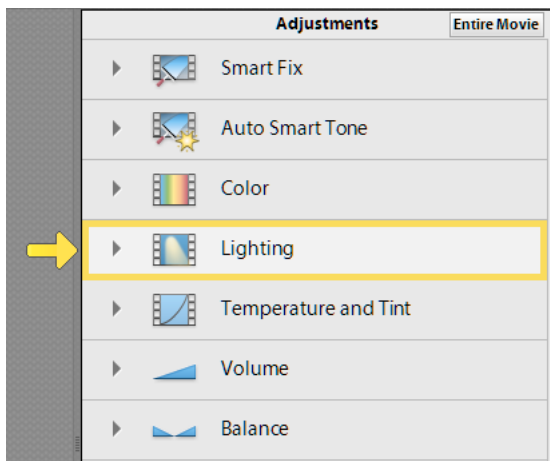 Adjustments
Entire Movie
Smart Fix
Auto Smart Tone
Color
Lighting
Temperature and Tint
Volume
Balance